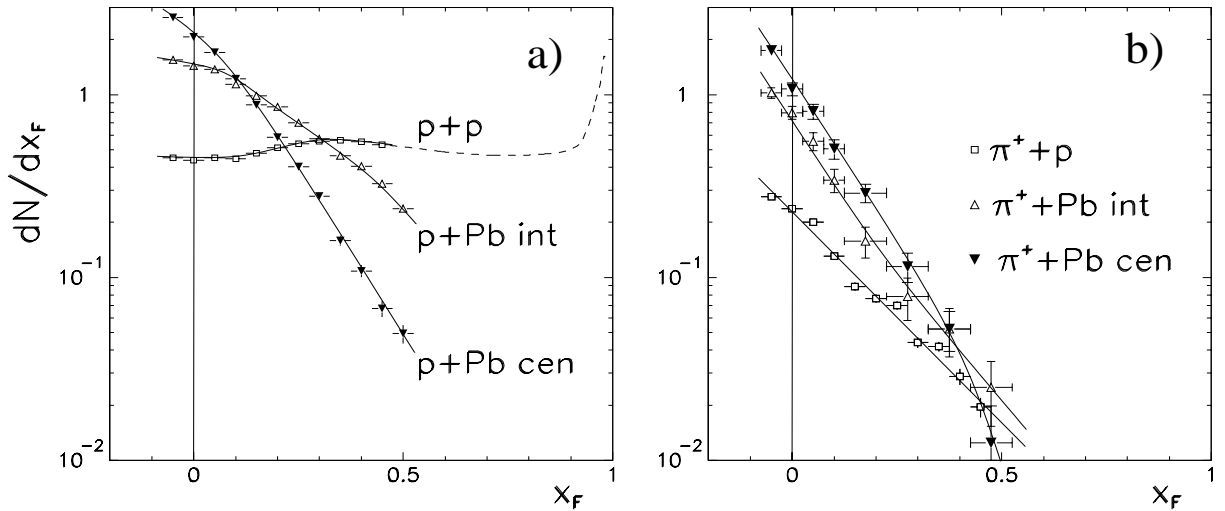 a)
dN/dx_F
1
10^-1
10^-2
p+p
p+Pb int
p+Pb cen
0
0.5
1
x_F
b)
1
10^-1
10^-2
π^+ +p
π^+ +Pb int
π^+ +Pb cen
0
0.5
1
x_F